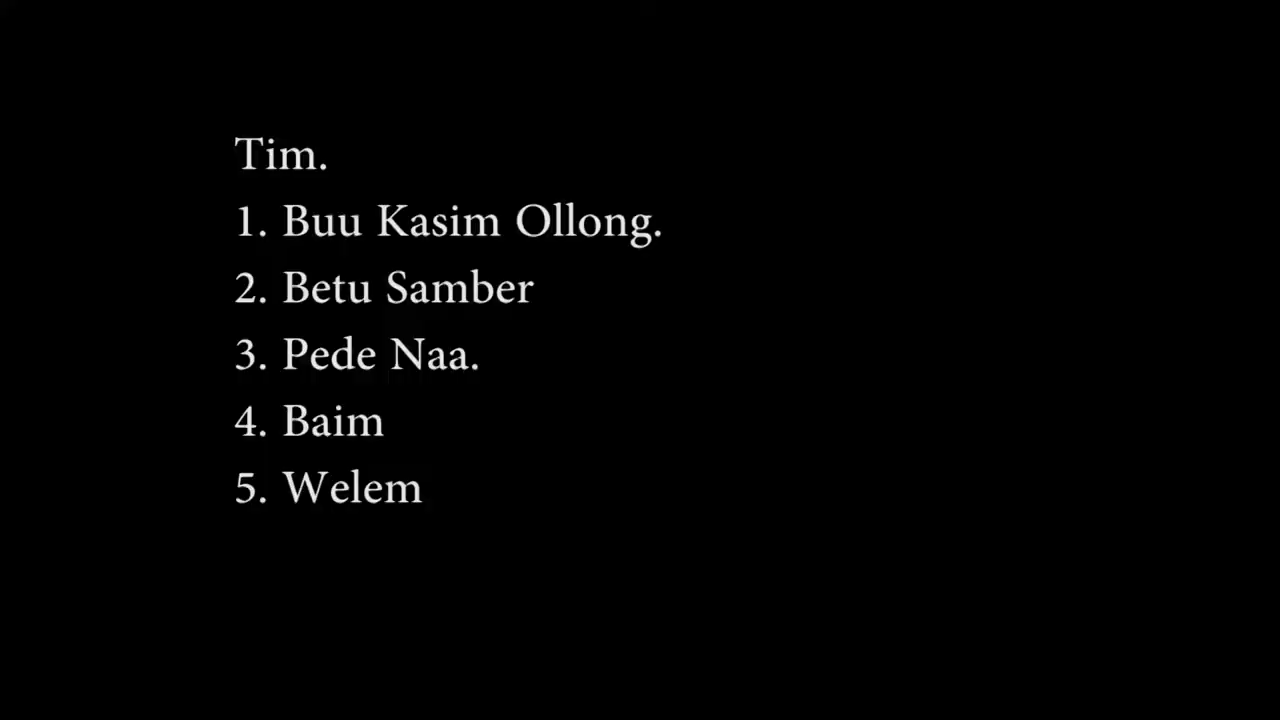 Tim.
1. Buu Kasim Ollong.
2. Betu Samber
3. Pede Naa.
4. Baim
5. Welem